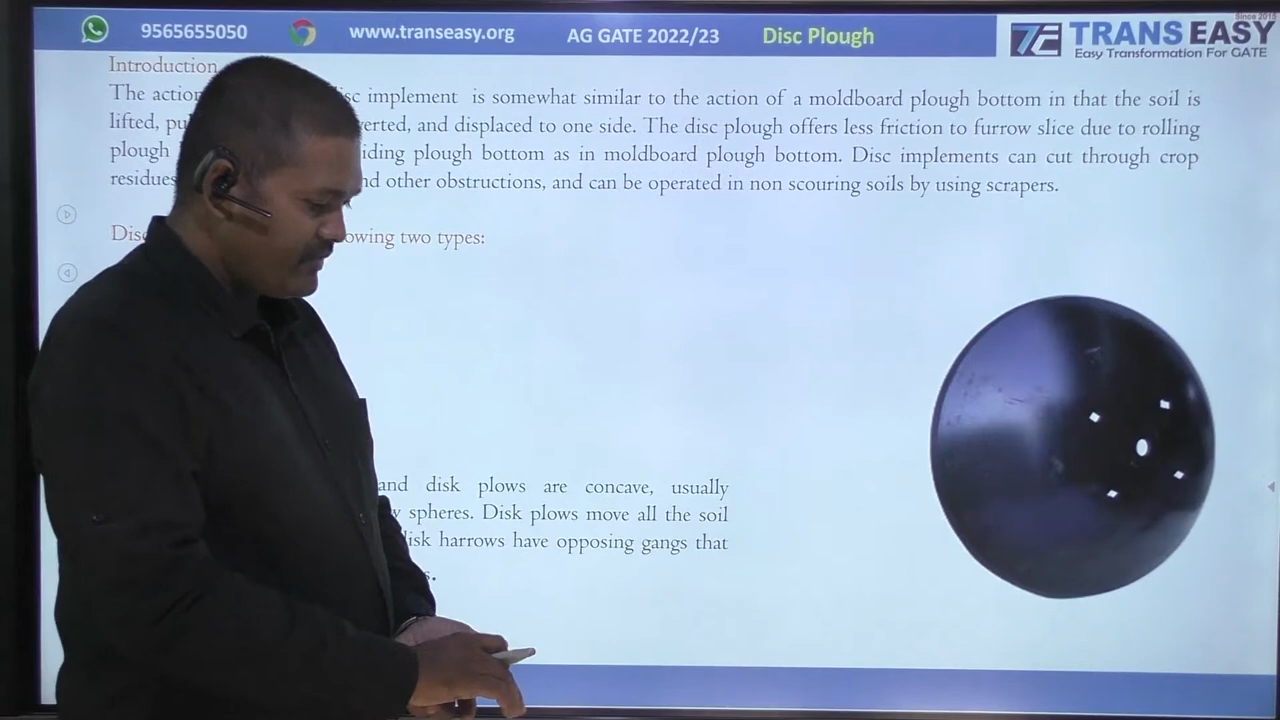 9565655050 www.transeasy.org AG GATE 2022/23 Disc Plough
Since 2015
TRANS EASY
Easy Transformation For GATE
Introduction
The action isc implement is somewhat similar to the action of a moldboard plough bottom in that the soil is
lifted, pu verted, and displaced to one side. The disc plough offers less friction to furrow slice due to rolling
plough iding plough bottom as in moldboard plough bottom. Disc implements can cut through crop
residues nd other obstructions, and can be operated in non scouring soils by using scrapers.
Disc owing two types:
and disk plows are concave, usually
w spheres. Disk plows move all the soil
disk harrows have opposing gangs that
s.